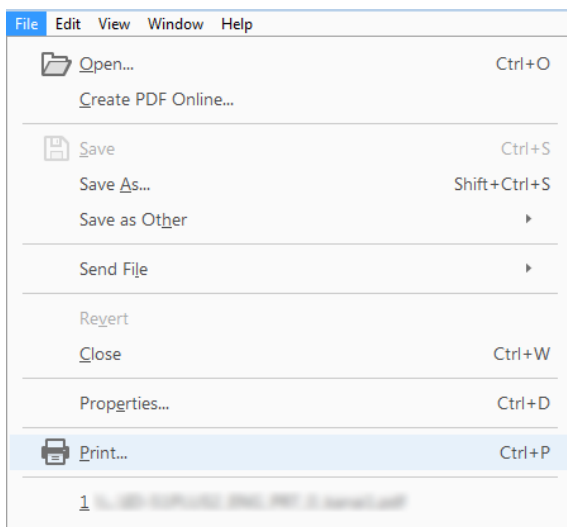 File Edit View Window Help
Open... Ctrl+O
Create PDF Online...
Save Ctrl+S
Save As... Shift+Ctrl+S
Save as Other
Send File
Revert
Close Ctrl+W
Properties... Ctrl+D
Print... Ctrl+P
1